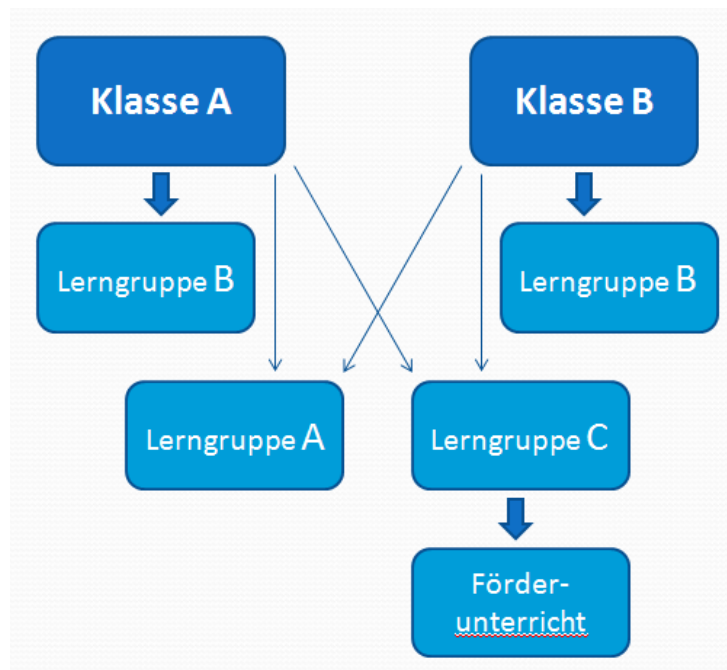 Klasse A
Klasse B
Lerngruppe B
Lerngruppe B
Lerngruppe A
Lerngruppe C
Förder-
unterricht